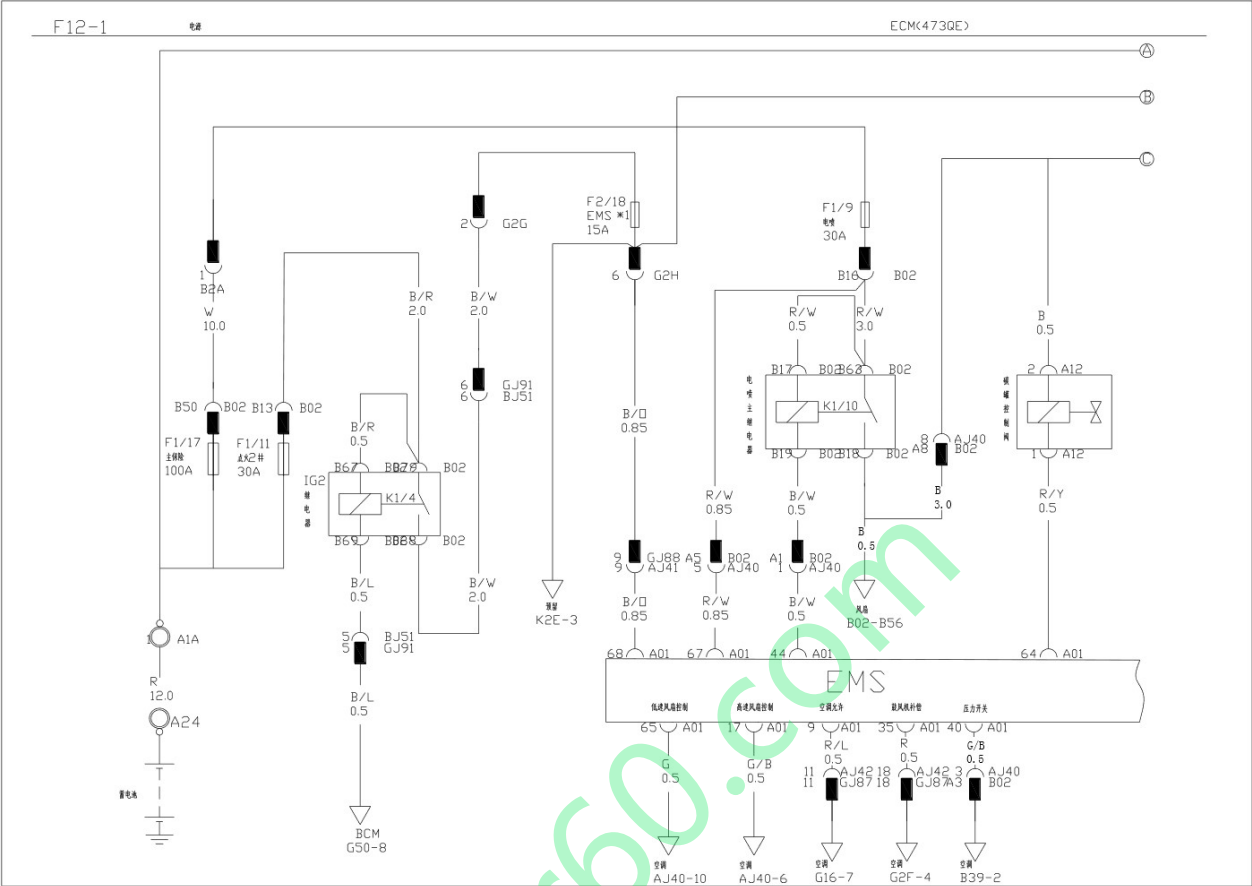 F12-1 电源 ECM(473QE)
A
B
C
F2/18
EMS *1
15A
F1/9
电喷
30A
2 G2G
6 G2H
B16 B02
1
B2A
W
10.0
B/R
2.0
B/W
2.0
R/W
0.5
R/W
3.0
B
0.5
B50 B02 B13 B02
F1/17
主保险
100A
F1/11
点火2#
30A
6 GJ91
6 BJ51
B/R
0.5
B67 B02 B02
IG2
继电器
K1/4
B69 B02 B88 B02
B/O
0.85
B17 B02 B63 B02
电喷主继电器
K1/10
B19 B02 B18 B02
2 A12
碳罐控制阀
1 A12
8 AJ40
A8 B02
B
3.0
R/W
0.85
B/W
0.5
R/Y
0.5
B
0.5
9 GJ88
9 AJ41
A5 B02
5 AJ40
A1 B02
1 AJ40
B/L
0.5
B/W
2.0
预留
K2E-3
B/O
0.85
R/W
0.85
B/W
0.5
风扇
B02-B56
1 A1A
5 BJ51
5 GJ91
R
12.0
A24
B/L
0.5
68 A01 67 A01 44 A01 64 A01
EMS
低速风扇控制 高速风扇控制 空调允许 鼓风机补偿 压力开关
65 A01 17 A01 9 A01 35 A01 40 A01
G
0.5
G/B
0.5
R/L
0.5
R
0.5
G/B
0.5
11 AJ42 18 AJ42 3 AJ40
11 GJ87 18 GJ87 A3 B02
蓄电池
BCM
G50-8
空调
AJ40-10
空调
AJ40-6
空调
G16-7
空调
G2F-4
空调
B39-2
r60.com